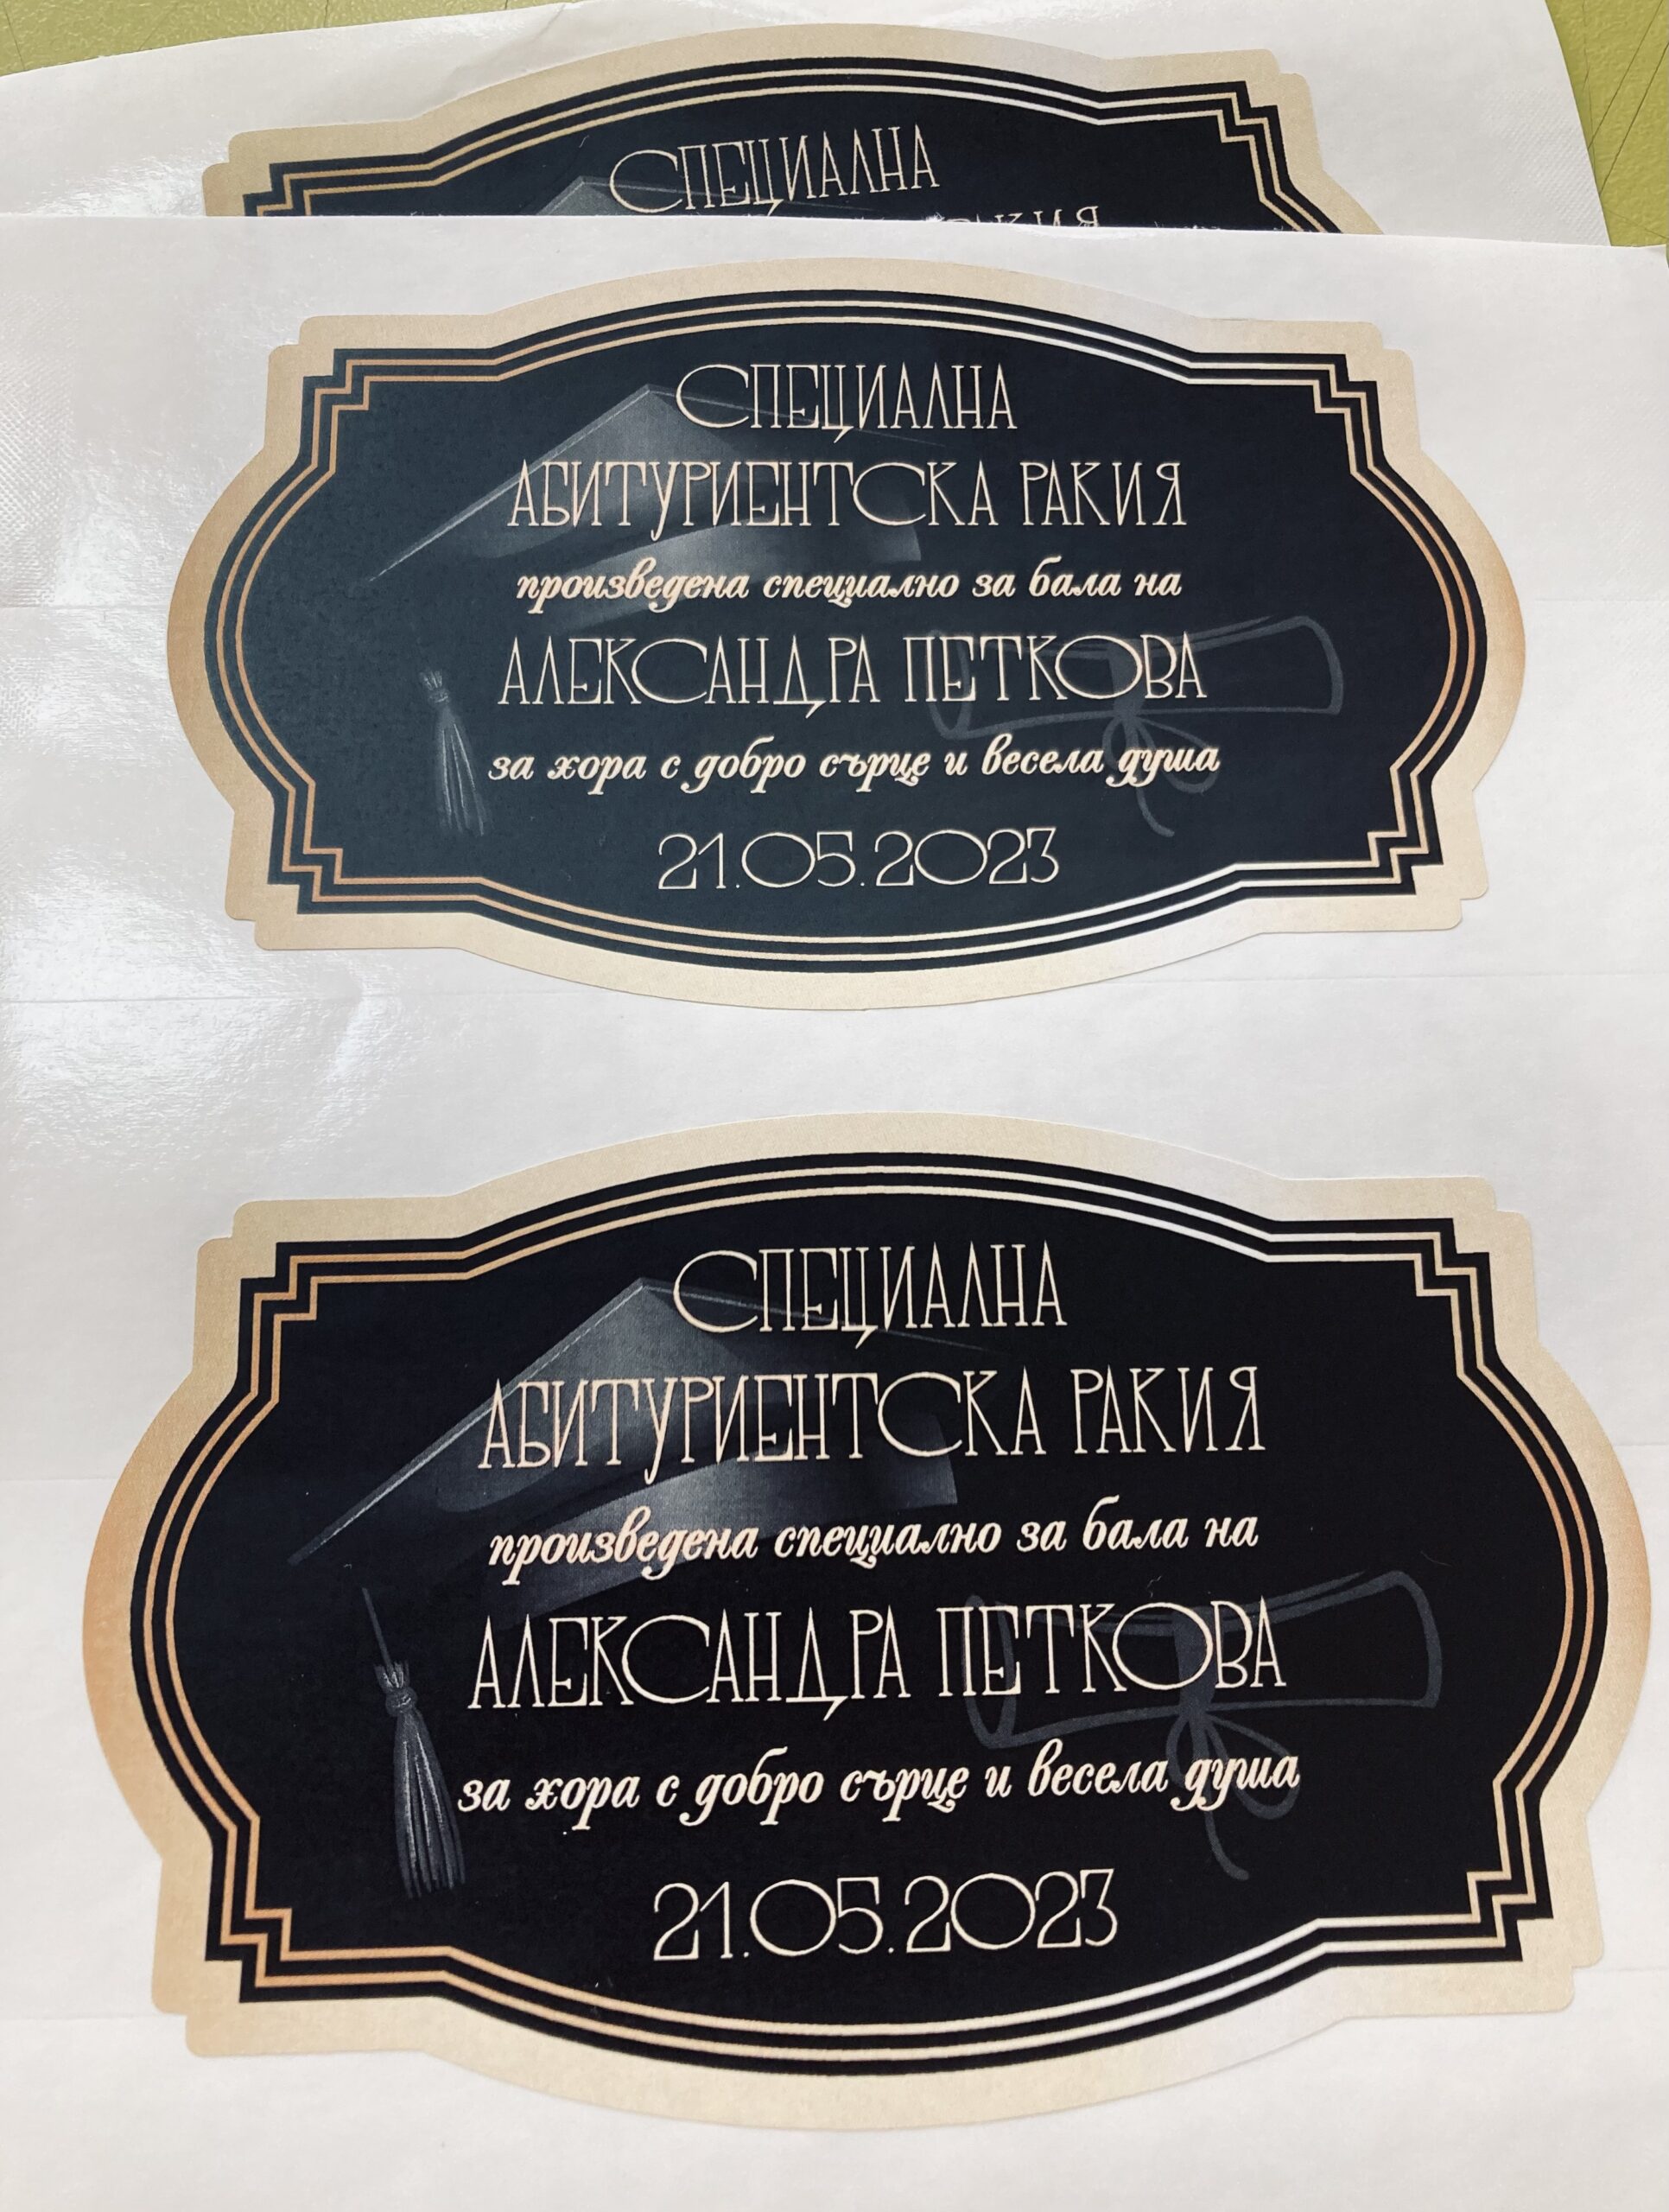 СПЕЦИАЛНА
РАКИЯ
СПЕЦИАЛНА
АБИТУРИЕНТСКА РАКИЯ
произведена специално за бала на
АЛЕКСАНДРА ПЕТКОВА
за хора с добро сърце и весела душа
21.05.2023
СПЕЦИАЛНА
АБИТУРИЕНТСКА РАКИЯ
произведена специално за бала на
АЛЕКСАНДРА ПЕТКОВА
за хора с добро сърце и весела душа
21.05.2023